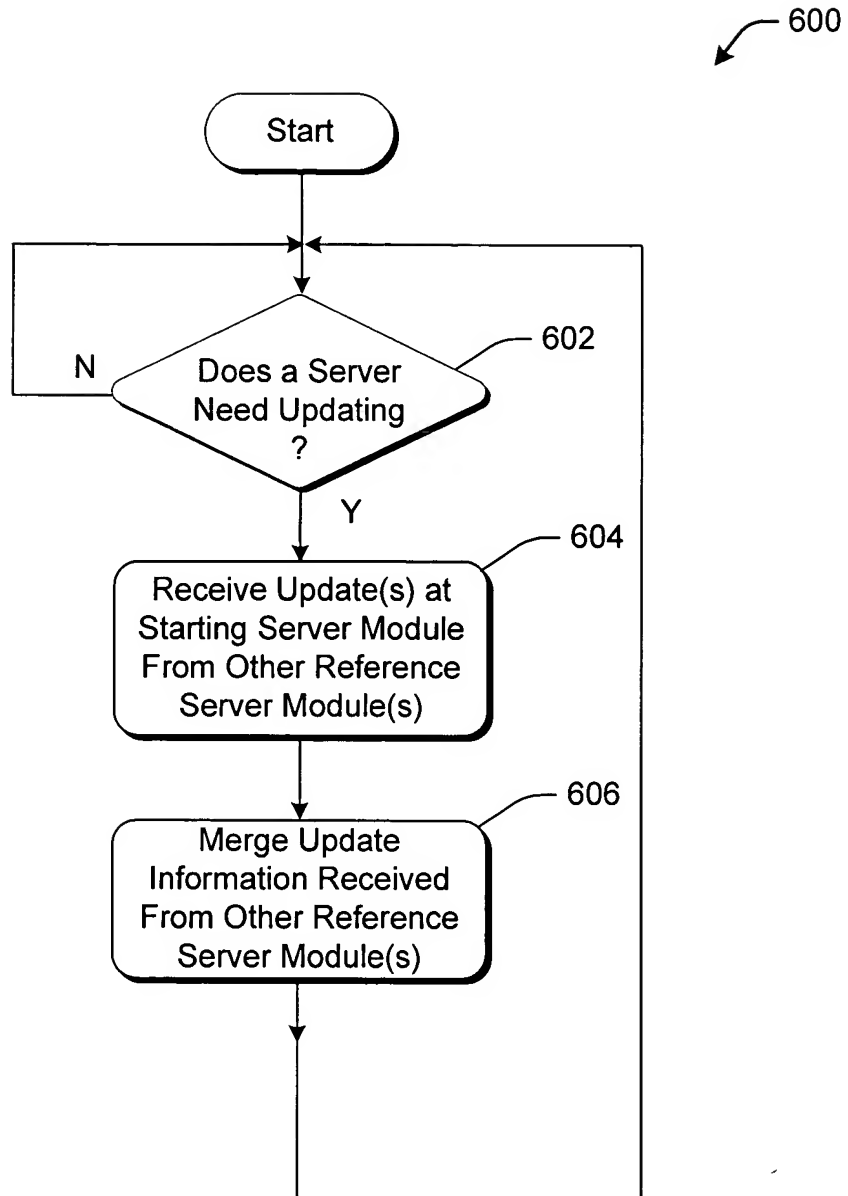 600
Start
602
N
Does a Server
Need Updating
?
Y
604
Receive Update(s) at
Starting Server Module
From Other Reference
Server Module(s)
606
Merge Update
Information Received
From Other Reference
Server Module(s)